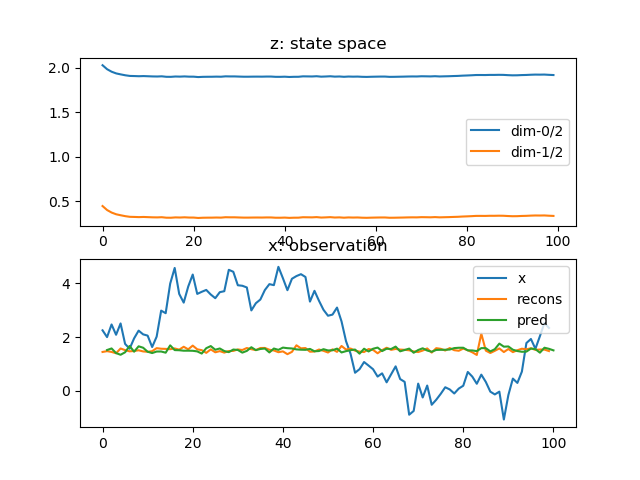 z: state space
2.0
1.5
1.0
0.5
dim-0/2
dim-1/2
0 20 40 60 80 100
x: observation
4
2
0
x
recons
pred
0 20 40 60 80 100